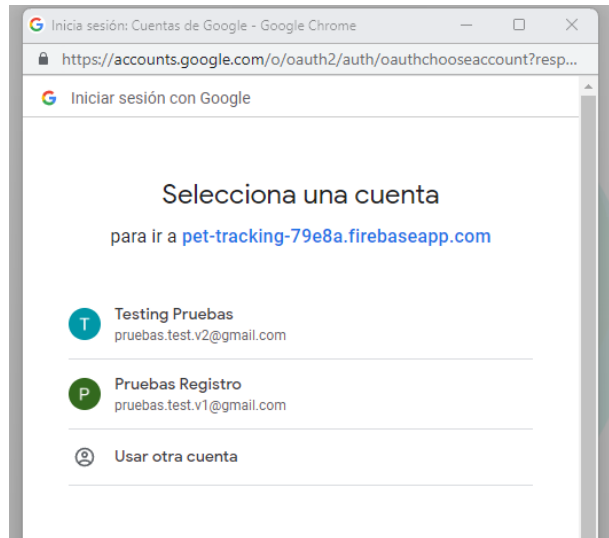 Inicia sesión: Cuentas de Google - Google Chrome
https://accounts.google.com/o/oauth2/auth/oauthchooseaccount?resp...
Iniciar sesión con Google
Selecciona una cuenta
para ir a pet-tracking-79e8a.firebaseapp.com
T
Testing Pruebas
pruebas.test.v2@gmail.com
P
Pruebas Registro
pruebas.test.v1@gmail.com
Usar otra cuenta